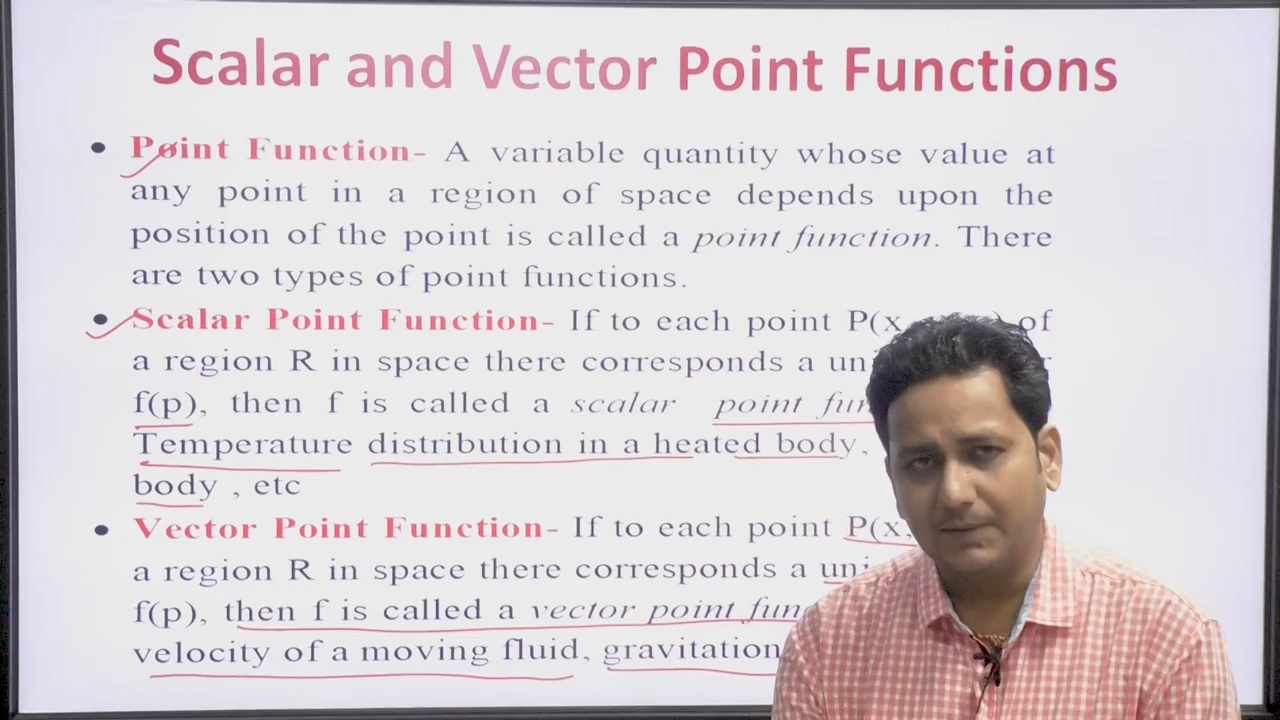 Scalar and Vector Point Functions
• Point Function- A variable quantity whose value at
any point in a region of space depends upon the
position of the point is called a point function. There
are two types of point functions.
• Scalar Point Function- If to each point P(x of
a region R in space there corresponds a
f(p), then f is called a scalar point
Temperature distribution in a heated body,
body , etc
• Vector Point Function- If to each point P(x,
a region R in space there corresponds a
f(p), then f is called a vector point
velocity of a moving fluid, gravitation